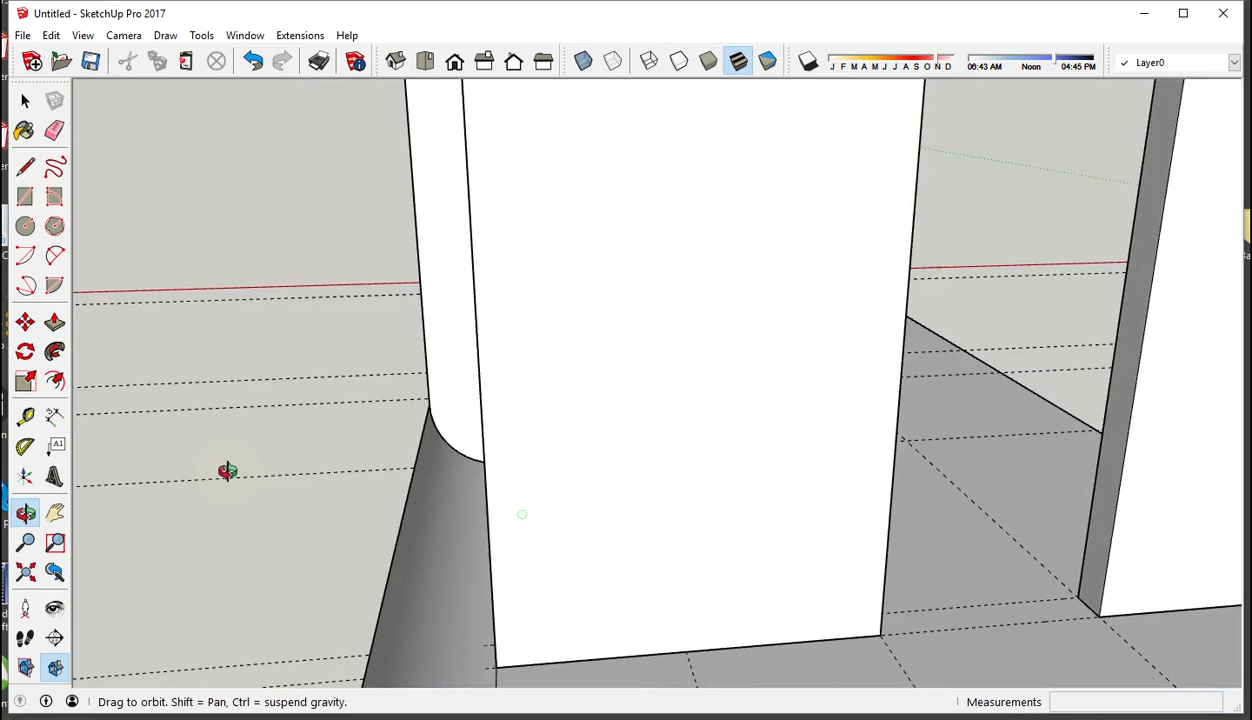 Untitled - SketchUp Pro 2017
File Edit View Camera Draw Tools Window Extensions Help
J F M A M J J A S O N D
06:43 AM Noon 04:45 PM
Layer0
A1
Drag to orbit. Shift = Pan, Ctrl = suspend gravity.
Measurements